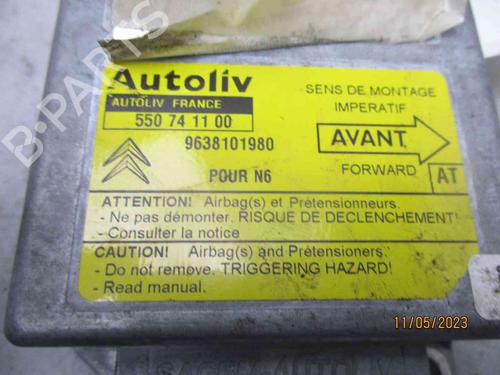 Autoliv
AUTOLIV FRANCE
550 74 11 00
9638101980
POUR N6
SENS DE MONTAGE
IMPERATIF
AVANT
FORWARD
AT
ATTENTION! Airbag(s) et Prétensionneurs.
- Ne pas démonter. RISQUE DE DECLENCHEMENT!
- Consulter la notice
CAUTION! Airbag(s) and Prétensioners.
- Do not remove. TRIGGERING HAZARD!
- Read manual.
11/05/2023